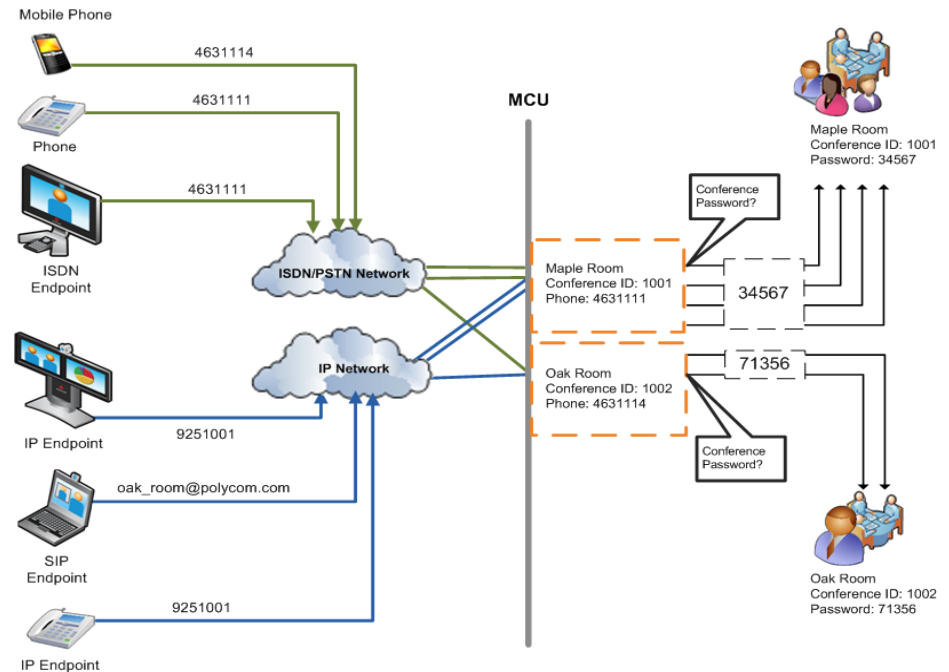 Mobile Phone
4631114
4631111
Phone
4631111
ISDN
Endpoint
ISDN/PSTN Network
IP Network
IP Endpoint
9251001
oak_room@polycom.com
SIP
Endpoint
9251001
IP Endpoint
MCU
Maple Room
Conference ID: 1001
Phone: 4631111
Oak Room
Conference ID: 1002
Phone: 4631114
Conference
Password?
34567
71356
Conference
Password?
Maple Room
Conference ID: 1001
Password: 34567
Oak Room
Conference ID: 1002
Password: 71356